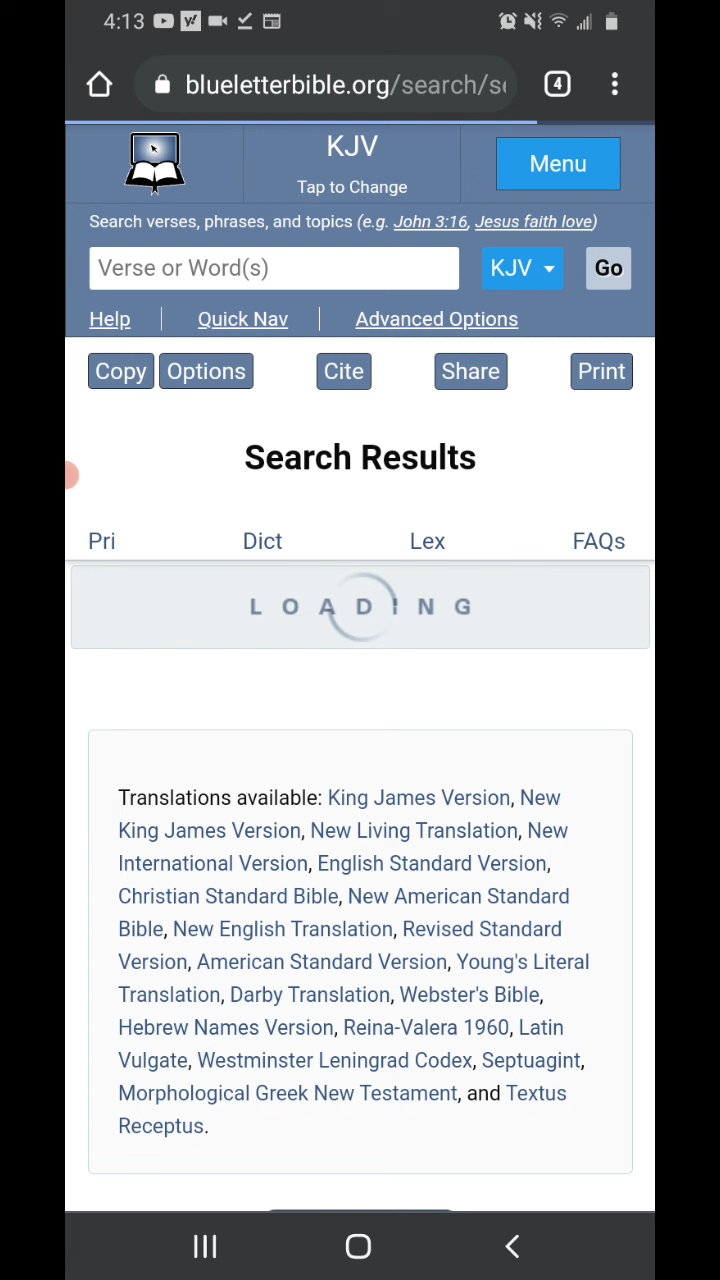 4:13
blueletterbible.org/search/s
4
KJV
Tap to Change
Menu
Search verses, phrases, and topics (e.g. John 3:16, Jesus faith love)
Verse or Word(s)
KJV
Go
Help
Quick Nav
Advanced Options
Copy
Options
Cite
Share
Print
Search Results
Pri
Dict
Lex
FAQs
LOADING
Translations available: King James Version, New
King James Version, New Living Translation, New
International Version, English Standard Version,
Christian Standard Bible, New American Standard
Bible, New English Translation, Revised Standard
Version, American Standard Version, Young's Literal
Translation, Darby Translation, Webster's Bible,
Hebrew Names Version, Reina-Valera 1960, Latin
Vulgate, Westminster Leningrad Codex, Septuagint,
Morphological Greek New Testament, and Textus
Receptus.